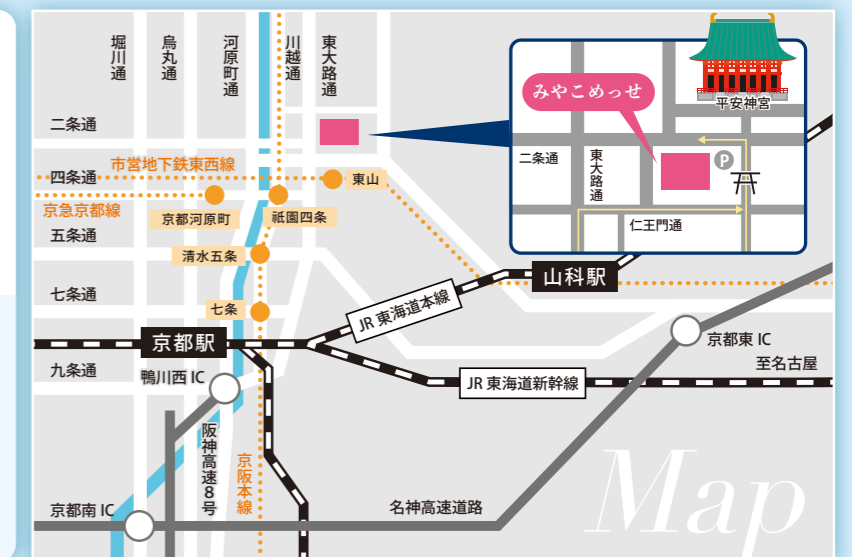 堀川通
烏丸通
河原町通
川越通
東大路通
二条通
四条通
五条通
七条通
九条通
市営地下鉄東西線
京急京都線
東山
京都河原町
祇園四条
清水五条
七条
京都駅
山科駅
JR 東海道本線
JR 東海道新幹線
鴨川西 IC
京都東 IC
至名古屋
阪神高速8号
京阪本線
京都南 IC
名神高速道路
みやこめっせ
平安神宮
二条通
東大路通
P
仁王門通
Map